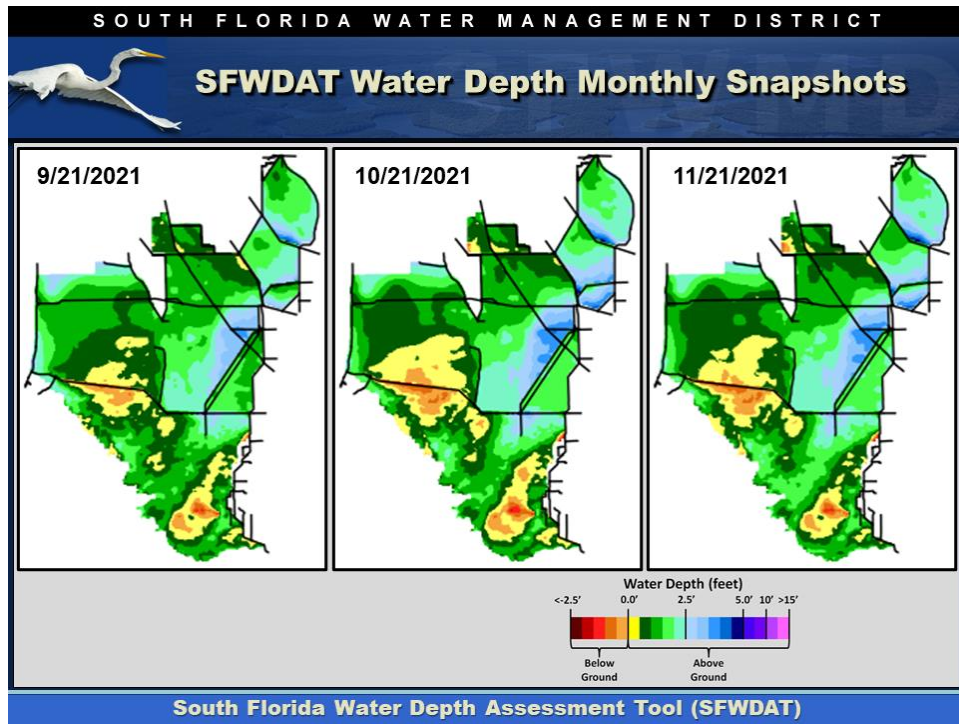 SOUTH FLORIDA WATER MANAGEMENT DISTRICT
SFWDAT Water Depth Monthly Snapshots
9/21/2021
10/21/2021
11/21/2021
Water Depth (feet)
<-2.5' 0.0' 2.5' 5.0' 10' >15'
Below Ground
Above Ground
South Florida Water Depth Assessment Tool (SFWDAT)